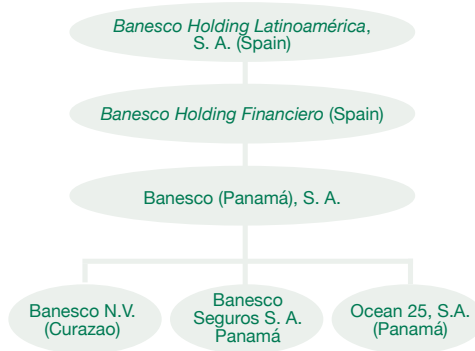 Banesco Holding Latinoamérica,
S. A. (Spain)
Banesco Holding Financiero (Spain)
Banesco (Panamá), S. A.
Banesco N.V.
(Curazao)
Banesco
Seguros S. A.
Panamá
Ocean 25, S.A.
(Panamá)